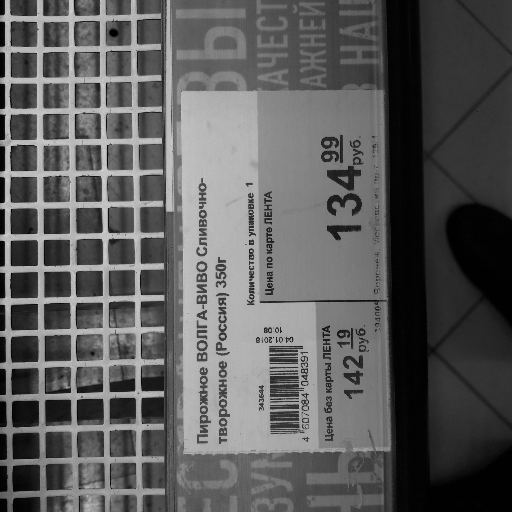 Пирожное ВОЛГА-ВИВО Сливочно-
творожное (Россия) 350г
Количество в упаковке 1
Цена по карте ЛЕНТА
134 99
руб.
04.01.2018
10:08
343644
4 607084 048391
Цена без карты ЛЕНТА
142 19
руб.